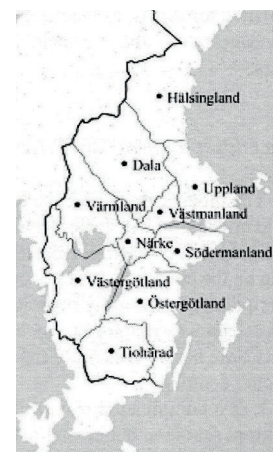 Hälsingland
Dala
Uppland
Värmland
Västmanland
Närke
Södermanland
Västergötland
Östergötland
Tiohärad